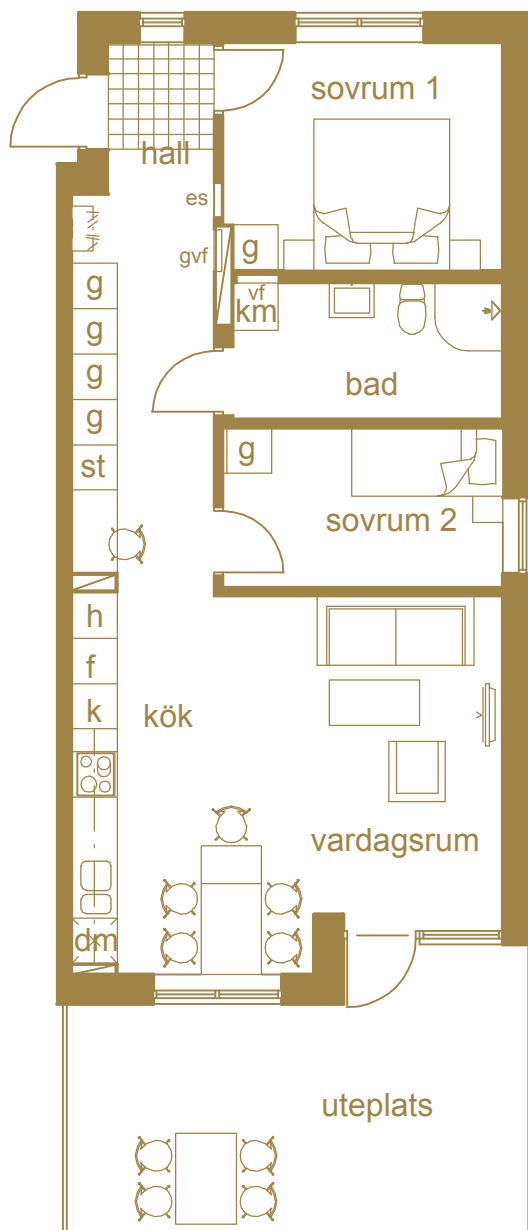 sovrum 1
hall
es
gvf
g
g
vf
km
g
g
bad
g
g
st
sovrum 2
h
f
k
kök
vardagsrum
dm
uteplats